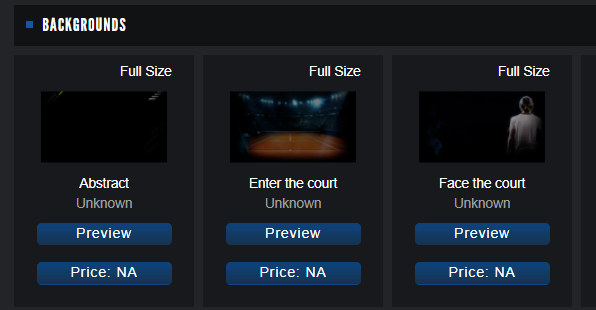 BACKGROUNDS
Full Size
Abstract
Unknown
Preview
Price: NA
Full Size
Enter the court
Unknown
Preview
Price: NA
Full Size
Face the court
Unknown
Preview
Price: NA